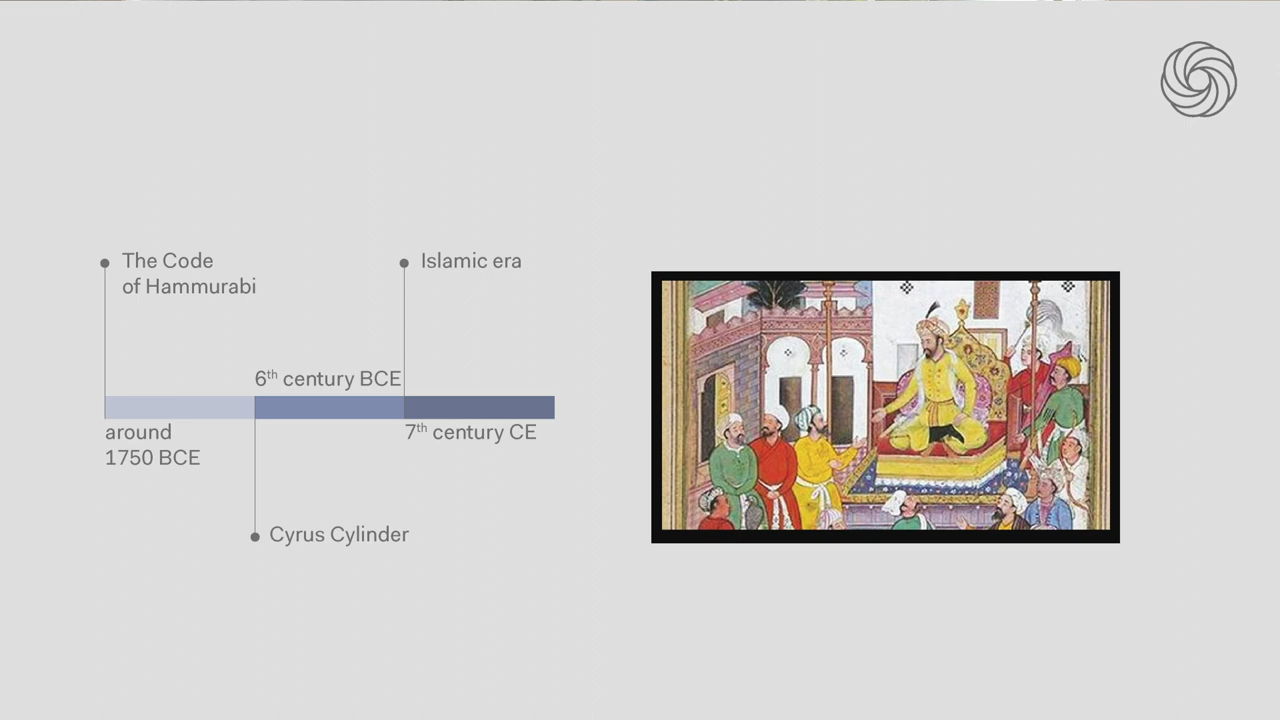 The Code
of Hammurabi
Islamic era
6th century BCE
around
1750 BCE
7th century CE
Cyrus Cylinder